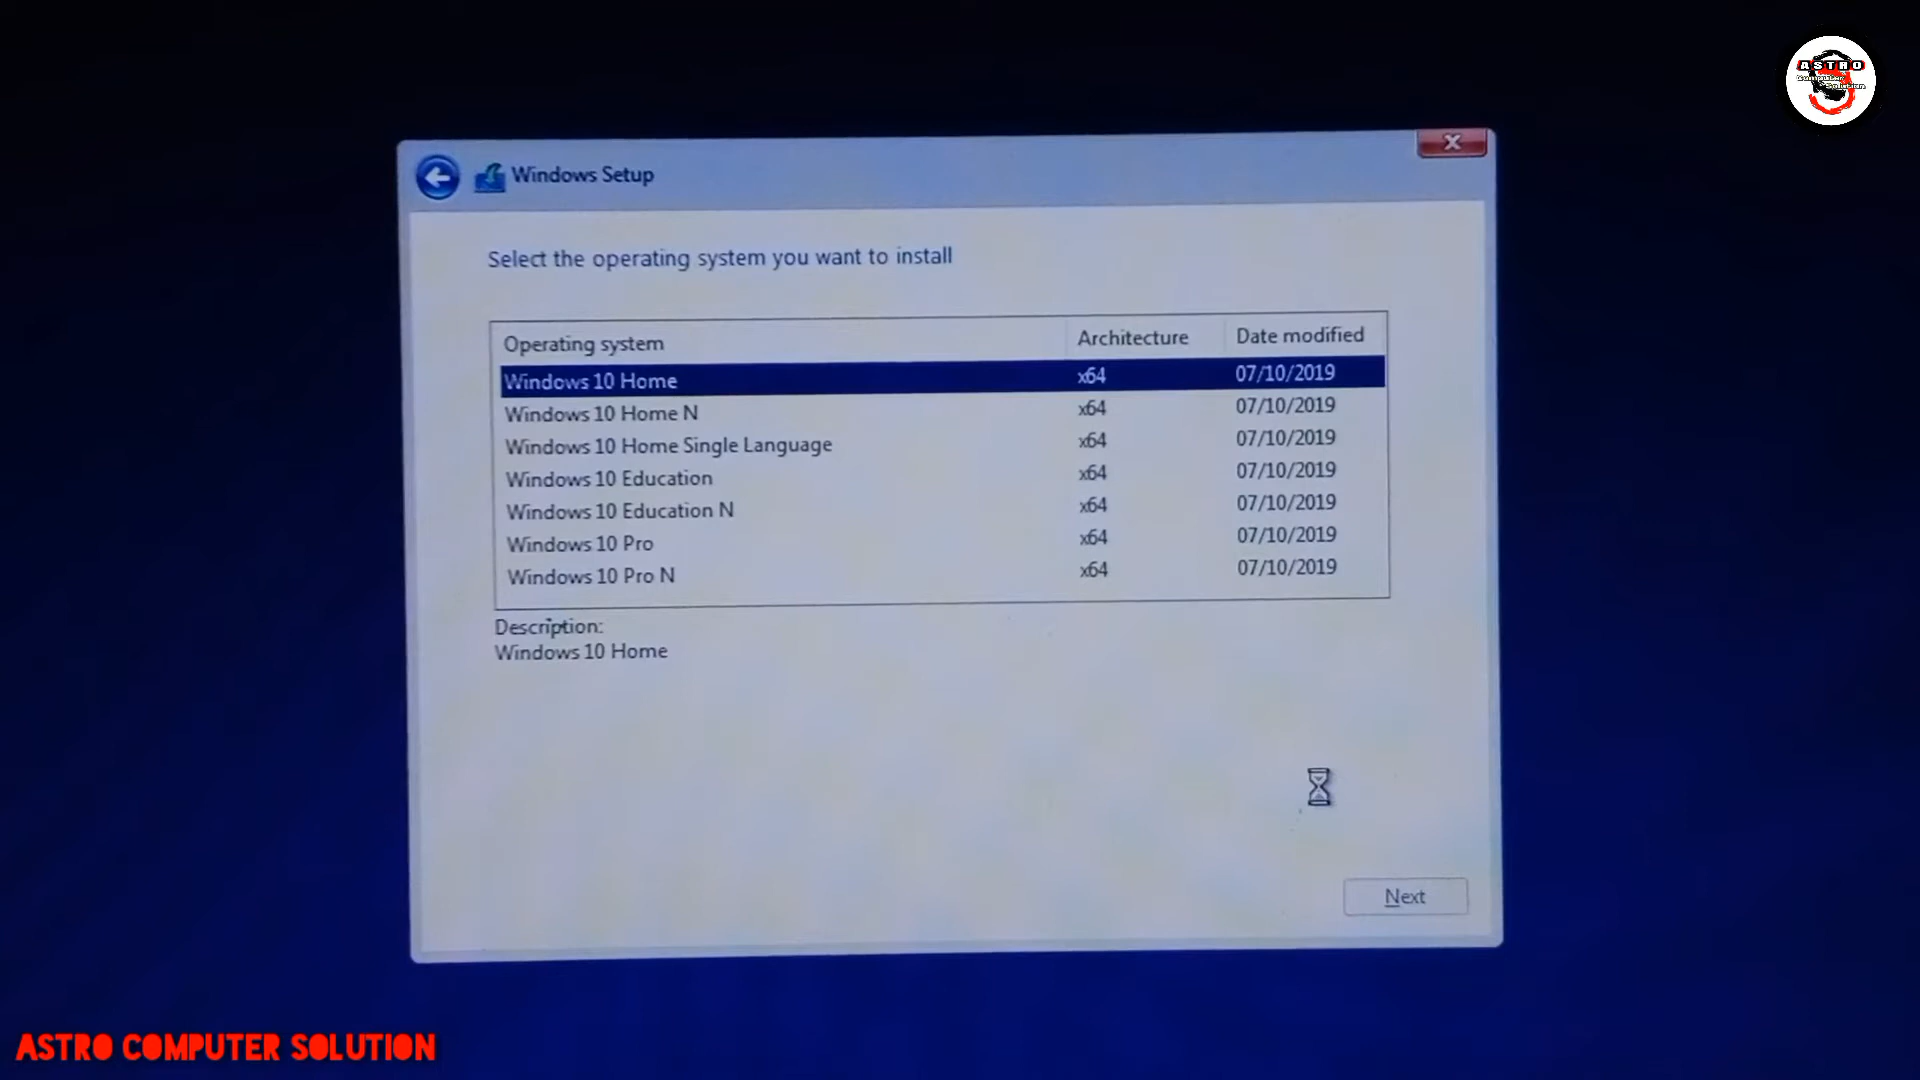 ASTRO
Windows Setup
Select the operating system you want to install
Operating system Architecture Date modified
Windows 10 Home x64 07/10/2019
Windows 10 Home N x64 07/10/2019
Windows 10 Home Single Language x64 07/10/2019
Windows 10 Education x64 07/10/2019
Windows 10 Education N x64 07/10/2019
Windows 10 Pro x64 07/10/2019
Windows 10 Pro N x64 07/10/2019
Description:
Windows 10 Home
Next
ASTRO COMPUTER SOLUTION